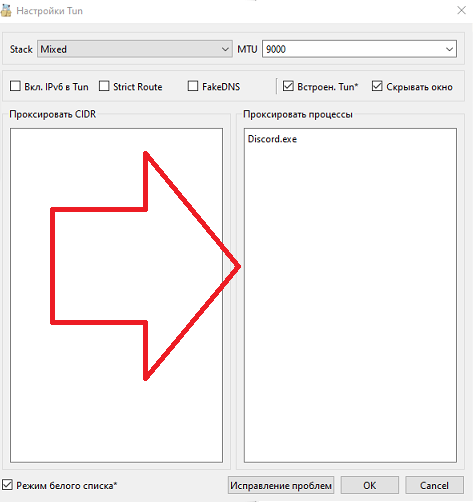 Настройки Tun
Stack Mixed MTU 9000
Вкл. IPv6 в Tun Strict Route FakeDNS Встроен. Tun* Скрывать окно
Проксировать CIDR Проксировать процессы
Discord.exe
Режим белого списка* Исправление проблем OK Cancel